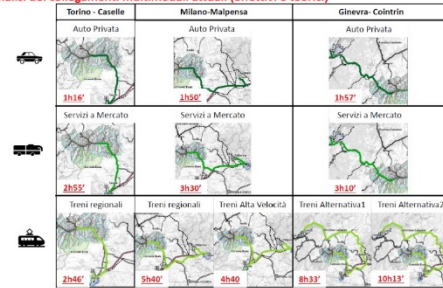 Torino - Caselle Milano-Malpensa Ginevra- Cointrin
Auto Privata Auto Privata Auto Privata
1h16' 1h50' 1h57'
Servizi a Mercato Servizi a Mercato Servizi a Mercato
2h55' 3h30' 3h10'
Treni regionali Treni regionali Treni Alta Velocità Treni Alternativa1 Treni Alternativa2
2h46' 5h40' 4h40 8h33' 10h13'